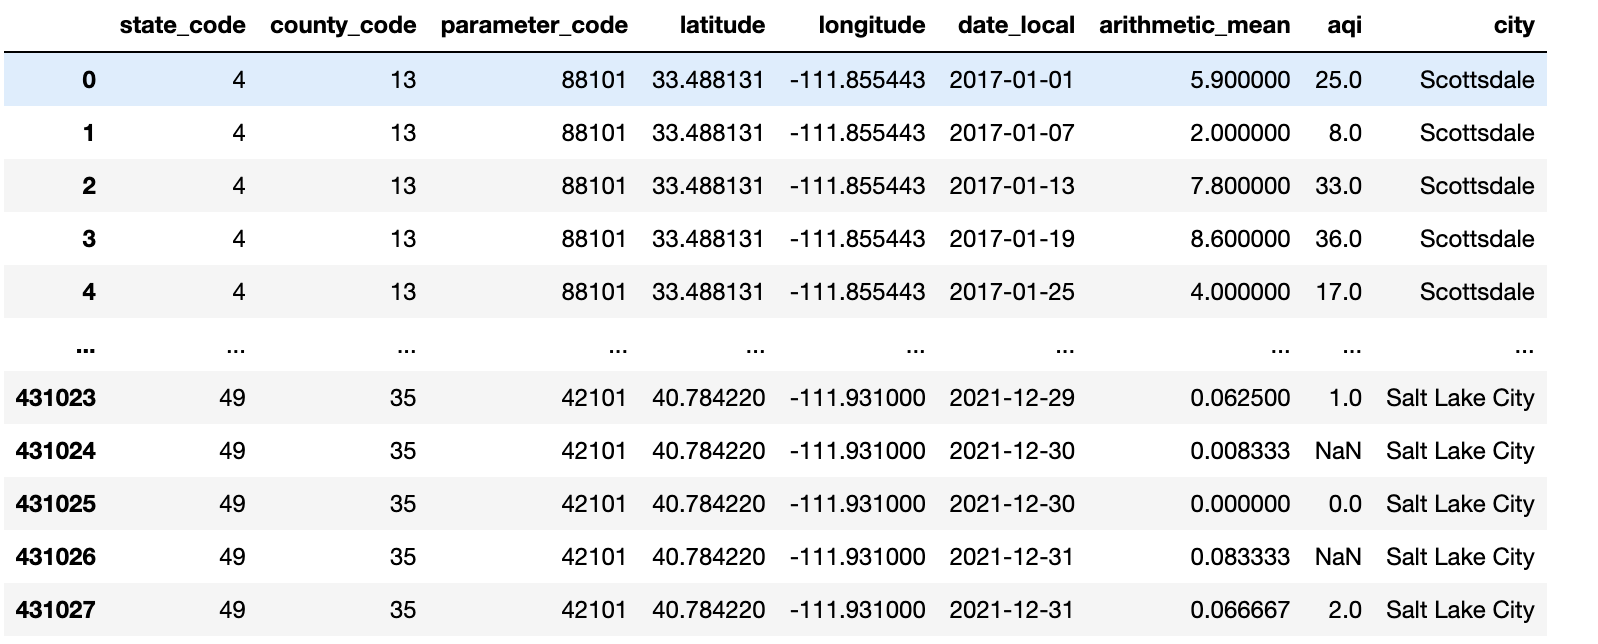 state_code county_code parameter_code latitude longitude date_local arithmetic_mean aqi city
0 4 13 88101 33.488131 -111.855443 2017-01-01 5.900000 25.0 Scottsdale
1 4 13 88101 33.488131 -111.855443 2017-01-07 2.000000 8.0 Scottsdale
2 4 13 88101 33.488131 -111.855443 2017-01-13 7.800000 33.0 Scottsdale
3 4 13 88101 33.488131 -111.855443 2017-01-19 8.600000 36.0 Scottsdale
4 4 13 88101 33.488131 -111.855443 2017-01-25 4.000000 17.0 Scottsdale
... ... ... ... ... ... ... ... ... ...
431023 49 35 42101 40.784220 -111.931000 2021-12-29 0.062500 1.0 Salt Lake City
431024 49 35 42101 40.784220 -111.931000 2021-12-30 0.008333 NaN Salt Lake City
431025 49 35 42101 40.784220 -111.931000 2021-12-30 0.000000 0.0 Salt Lake City
431026 49 35 42101 40.784220 -111.931000 2021-12-31 0.083333 NaN Salt Lake City
431027 49 35 42101 40.784220 -111.931000 2021-12-31 0.066667 2.0 Salt Lake City